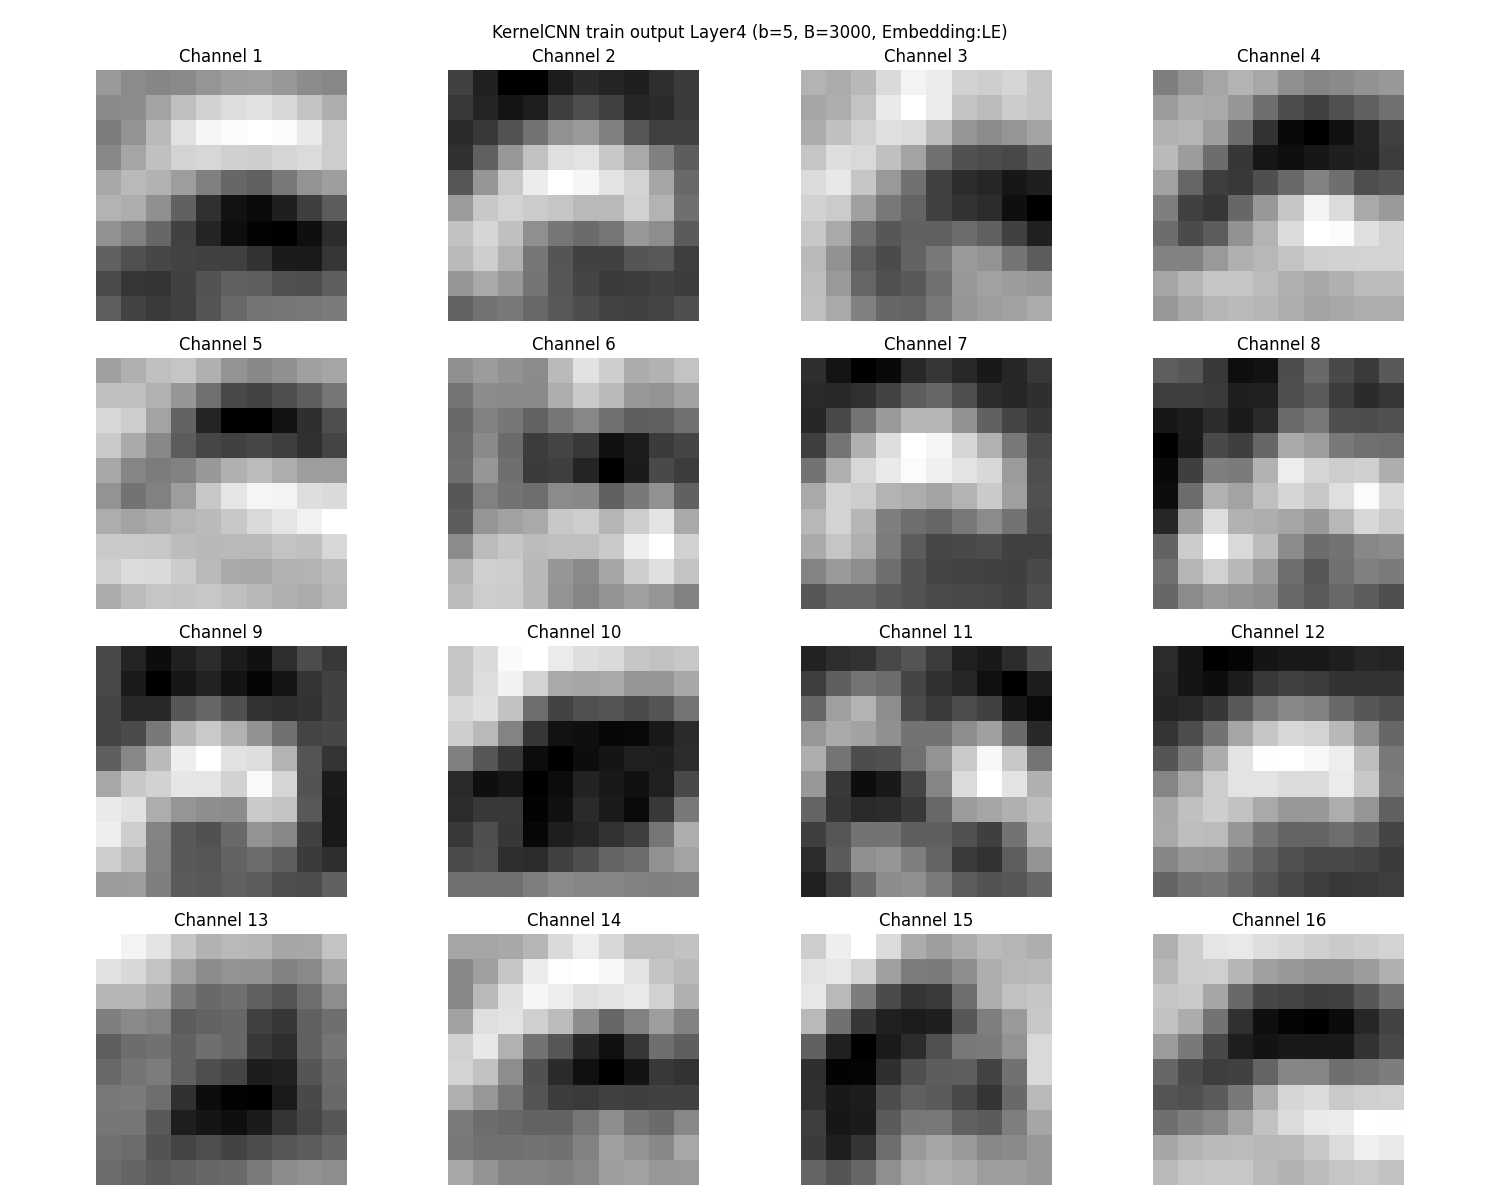 KernelCNN train output Layer4 (b=5, B=3000, Embedding:LE)
Channel 1
Channel 2
Channel 3
Channel 4
Channel 5
Channel 6
Channel 7
Channel 8
Channel 9
Channel 10
Channel 11
Channel 12
Channel 13
Channel 14
Channel 15
Channel 16